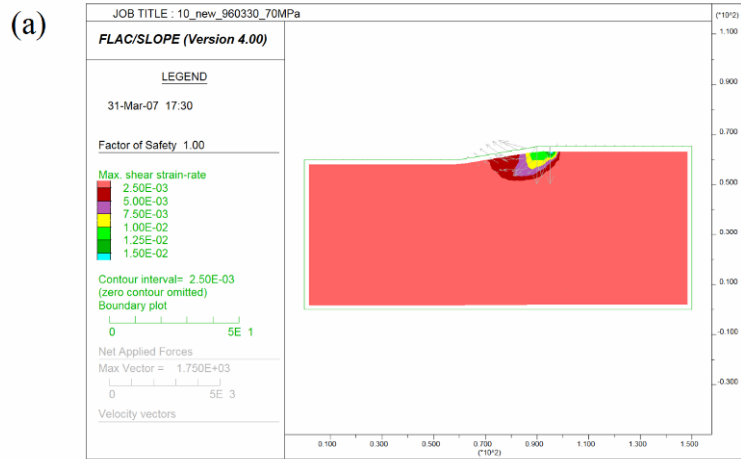 (a)
JOB TITLE : 10_new_960330_70MPa
(*10^2)
FLAC/SLOPE (Version 4.00)
LEGEND
31-Mar-07 17:30
Factor of Safety 1.00
Max. shear strain-rate
2.50E-03
5.00E-03
7.50E-03
1.00E-02
1.25E-02
1.50E-02
Contour interval= 2.50E-03
(zero contour omitted)
Boundary plot
0 5E 1
Net Applied Forces
Max Vector = 1.750E+03
0 5E 3
Velocity vectors
1.100
0.900
0.700
0.500
0.300
0.100
-0.100
-0.300
0.100 0.300 0.500 0.700 0.900 1.100 1.300 1.500
(*10^2)